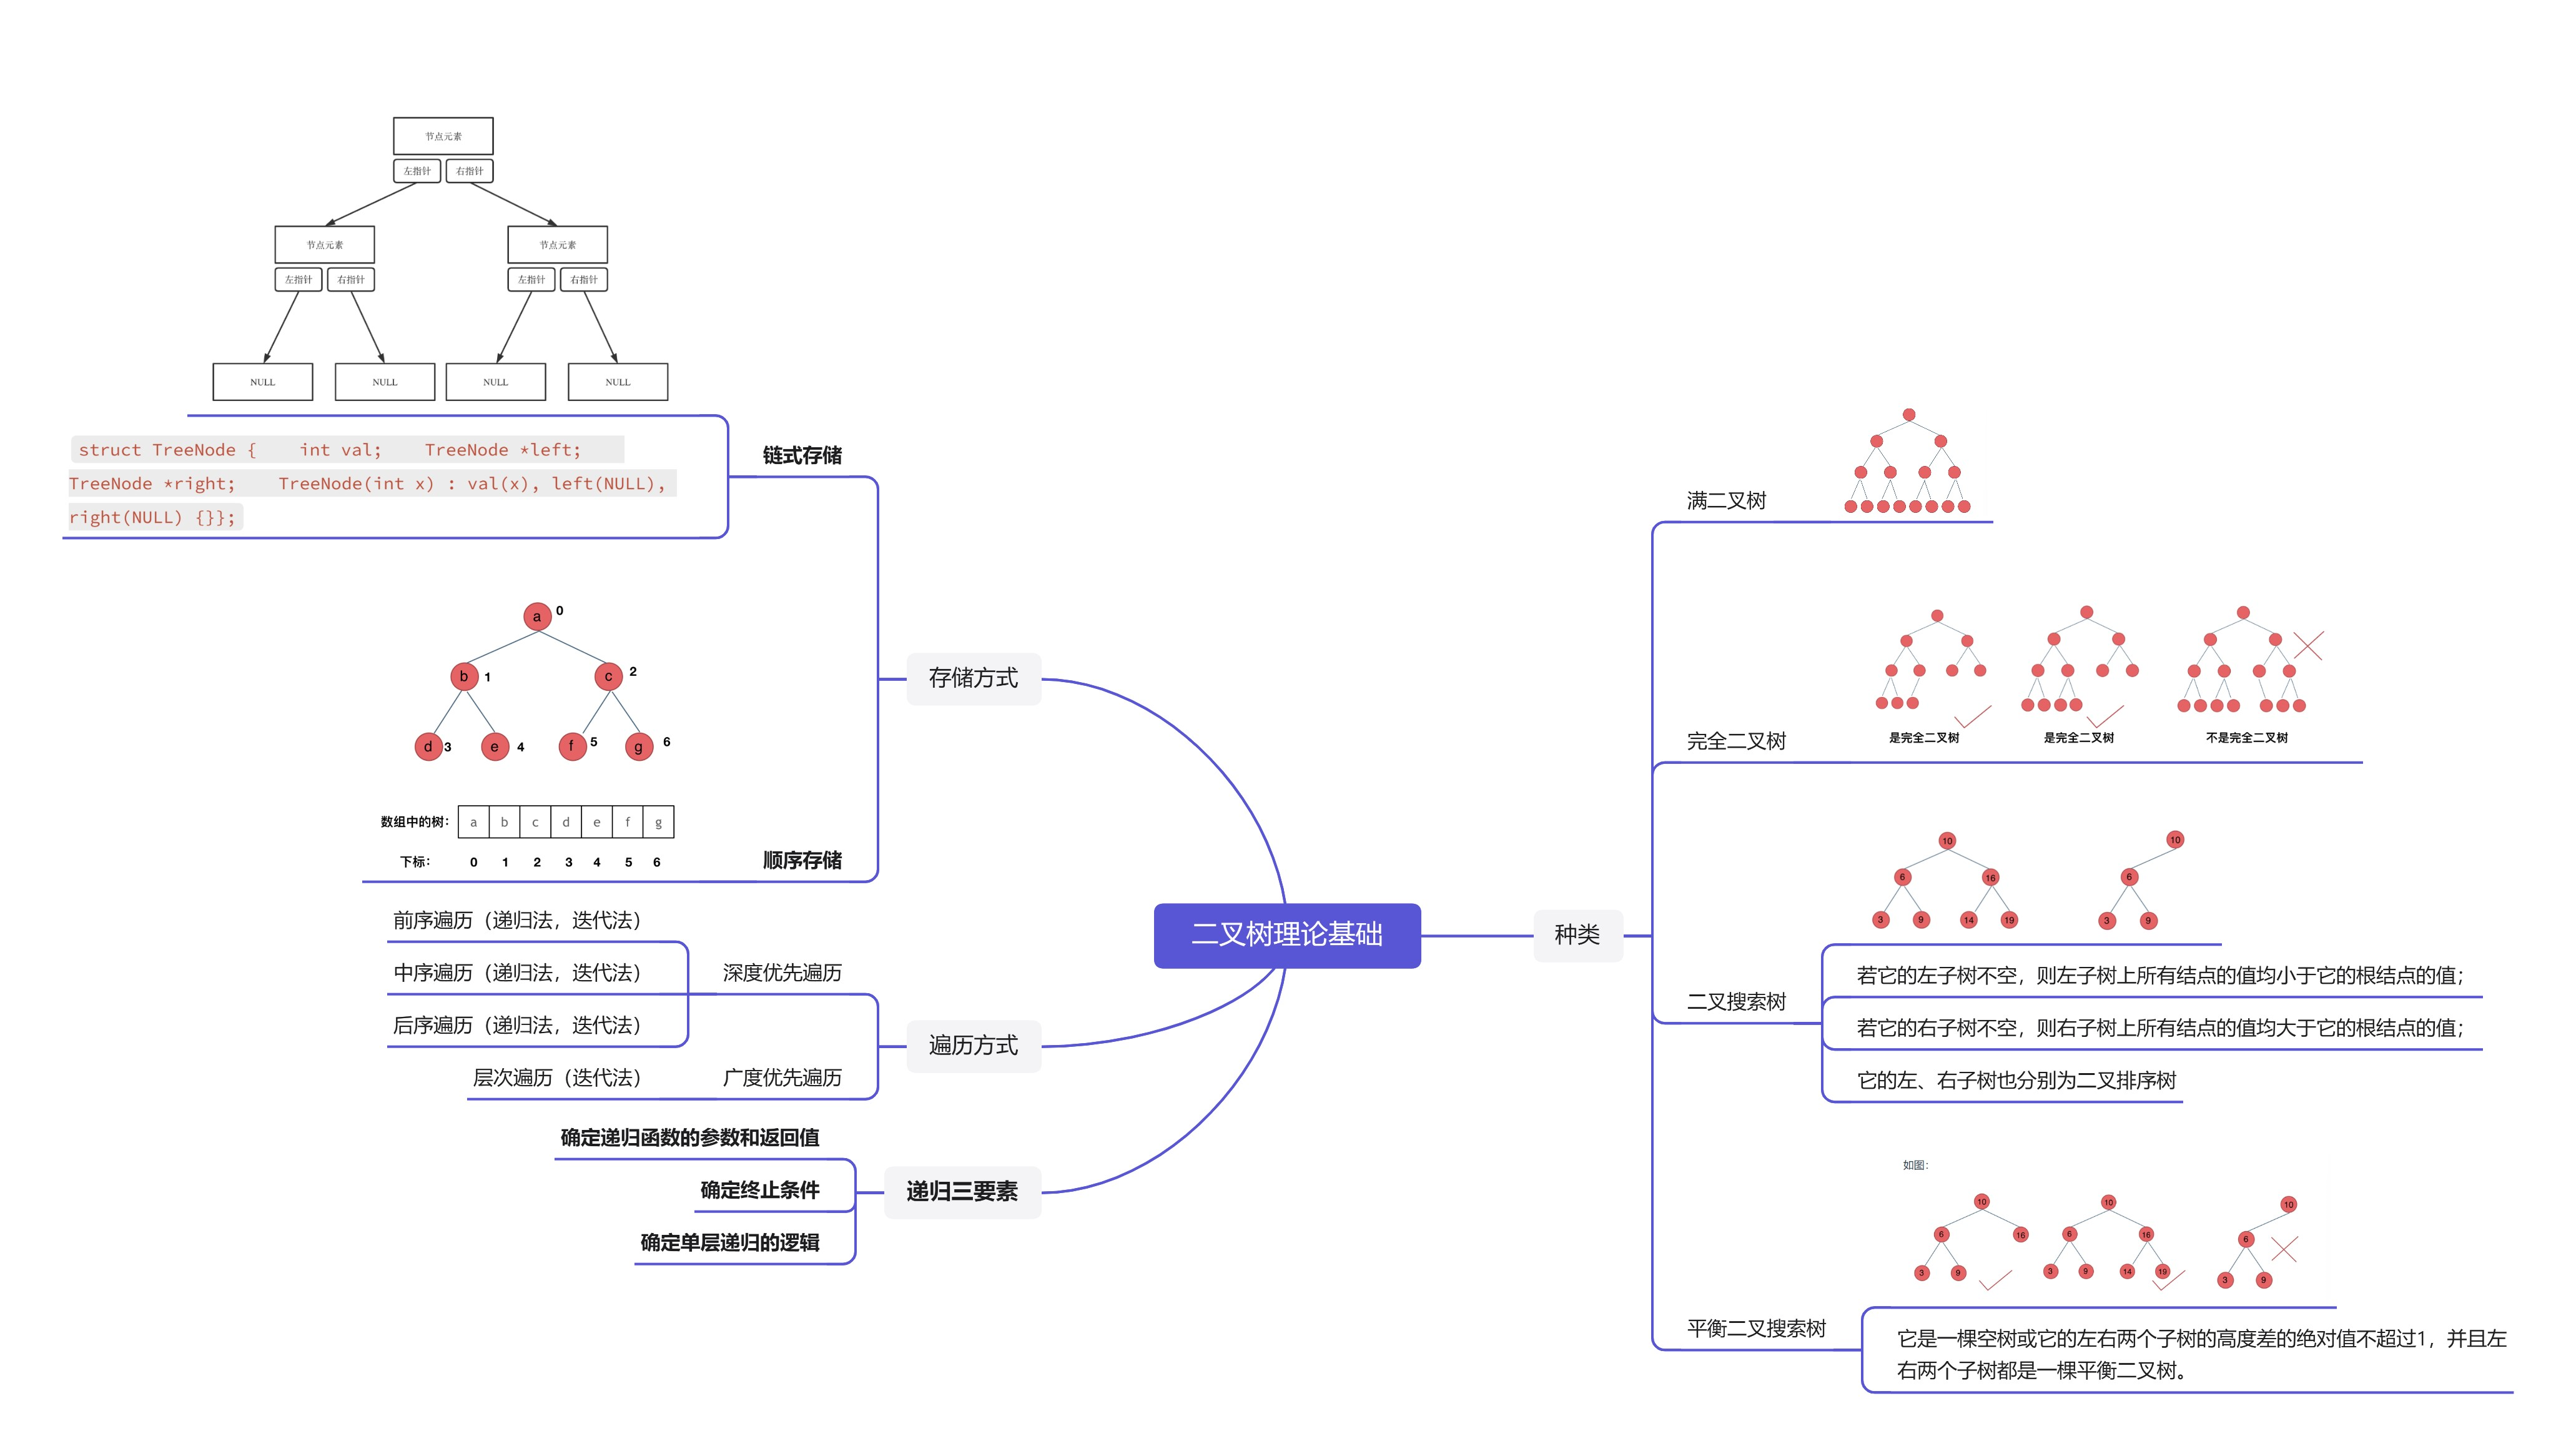 节点元素
左指针 右指针
节点元素 节点元素
左指针 右指针 左指针 右指针
NULL NULL NULL NULL
链式存储
struct TreeNode {    int val;    TreeNode *left;
TreeNode *right;    TreeNode(int x) : val(x), left(NULL),
right(NULL) {}};
a 0
b 1 c 2
d 3 e 4 f 5 g 6
数组中的树: a b c d e f g
下标: 0 1 2 3 4 5 6
顺序存储
存储方式
前序遍历（递归法，迭代法）
中序遍历（递归法，迭代法）
后序遍历（递归法，迭代法）
深度优先遍历
层次遍历（迭代法）
广度优先遍历
遍历方式
确定递归函数的参数和返回值
确定终止条件
确定单层递归的逻辑
递归三要素
二叉树理论基础
种类
满二叉树
完全二叉树
是完全二叉树 是完全二叉树 不是完全二叉树
10 10
6 16 6
3 9 14 19 3 9
二叉搜索树
若它的左子树不空，则左子树上所有结点的值均小于它的根结点的值；
若它的右子树不空，则右子树上所有结点的值均大于它的根结点的值；
它的左、右子树也分别为二叉排序树
如图:
10 10 10
6 16 6 16 6
3 9 3 9 14 19 3 9
平衡二叉搜索树
它是一棵空树或它的左右两个子树的高度差的绝对值不超过1，并且左
右两个子树都是一棵平衡二叉树。